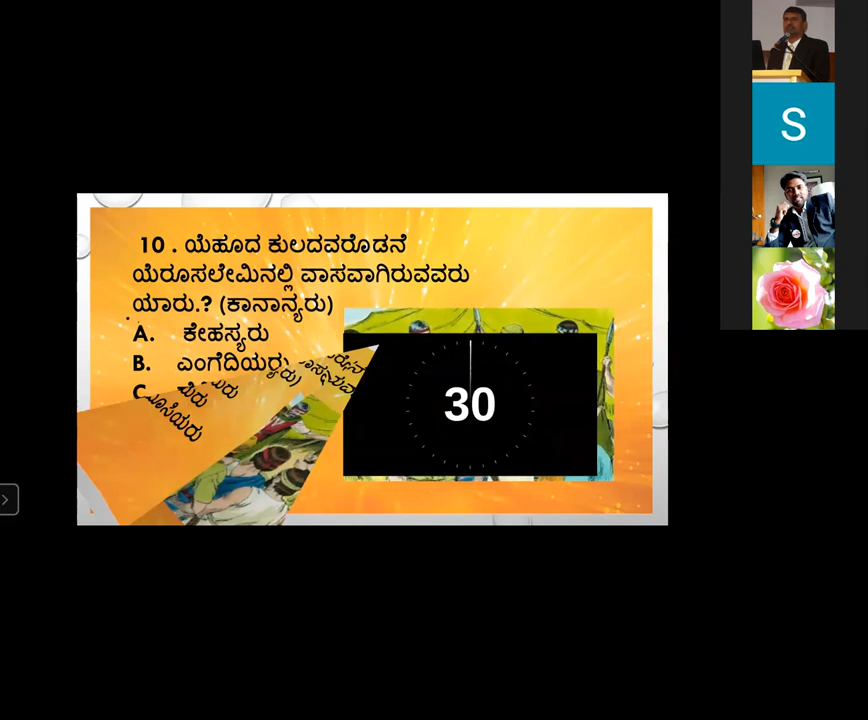 10 . ಯೆಹೂದ ಕುಲದವರೊಡನೆ
ಯೆರೂಸಲೇಮಿನಲ್ಲಿ ವಾಸವಾಗಿರುವವರು
ಯಾರು.? (ಕಾನಾನ್ಯರು)
A. ಕೇಹಸ್ಯರು
B. ಎಂಗೆದಿಯರು
C
30
S